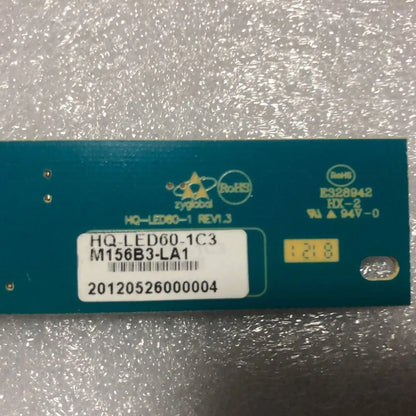 zyglobal
RoHS
HQ-LED60-1 REV1.3
RoHS
E328942
HX-2
94V-0
1218
HQ-LED60-1C3
M156B3-LA1
20120526000004